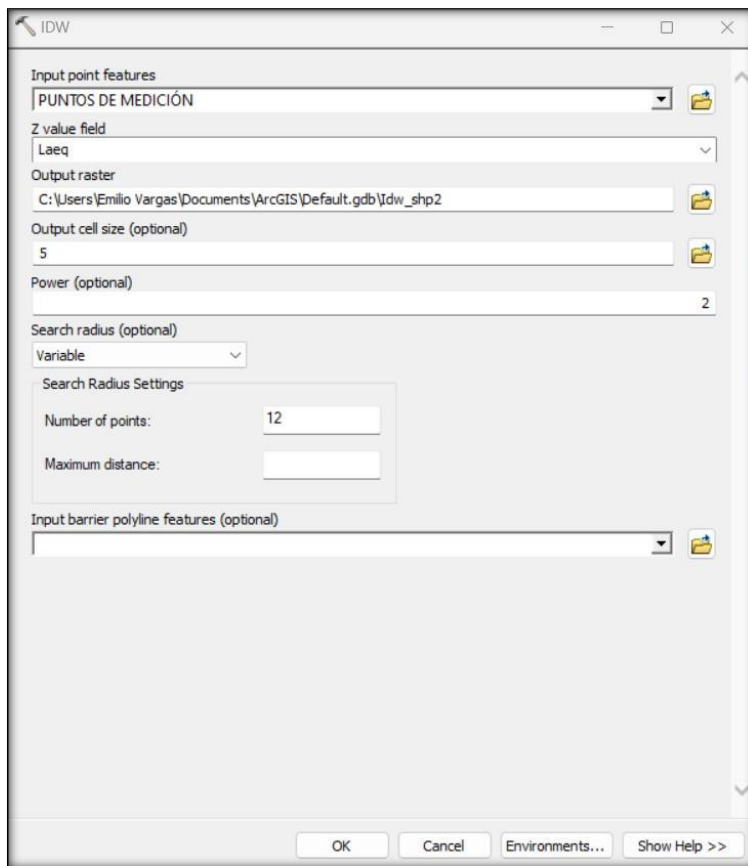 IDW
Input point features
PUNTOS DE MEDICIÓN
Z value field
Laeq
Output raster
C:\Users\Emilio Vargas\Documents\ArcGIS\Default.gdb\Idw_shp2
Output cell size (optional)
5
Power (optional)
2
Search radius (optional)
Variable
Search Radius Settings
Number of points:
12
Maximum distance:
Input barrier polyline features (optional)
OK
Cancel
Environments...
Show Help >>